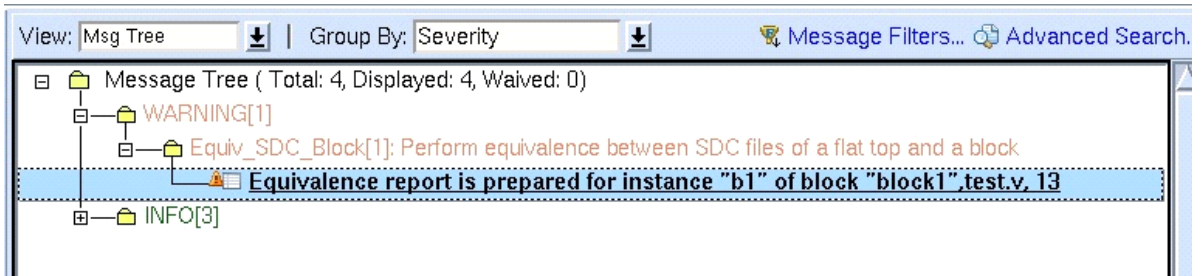 View: Msg Tree | Group By: Severity Message Filters... Advanced Search.
Message Tree ( Total: 4, Displayed: 4, Waived: 0)
WARNING[1]
Equiv_SDC_Block[1]: Perform equivalence between SDC files of a flat top and a block
Equivalence report is prepared for instance "b1" of block "block1",test.v, 13
INFO[3]